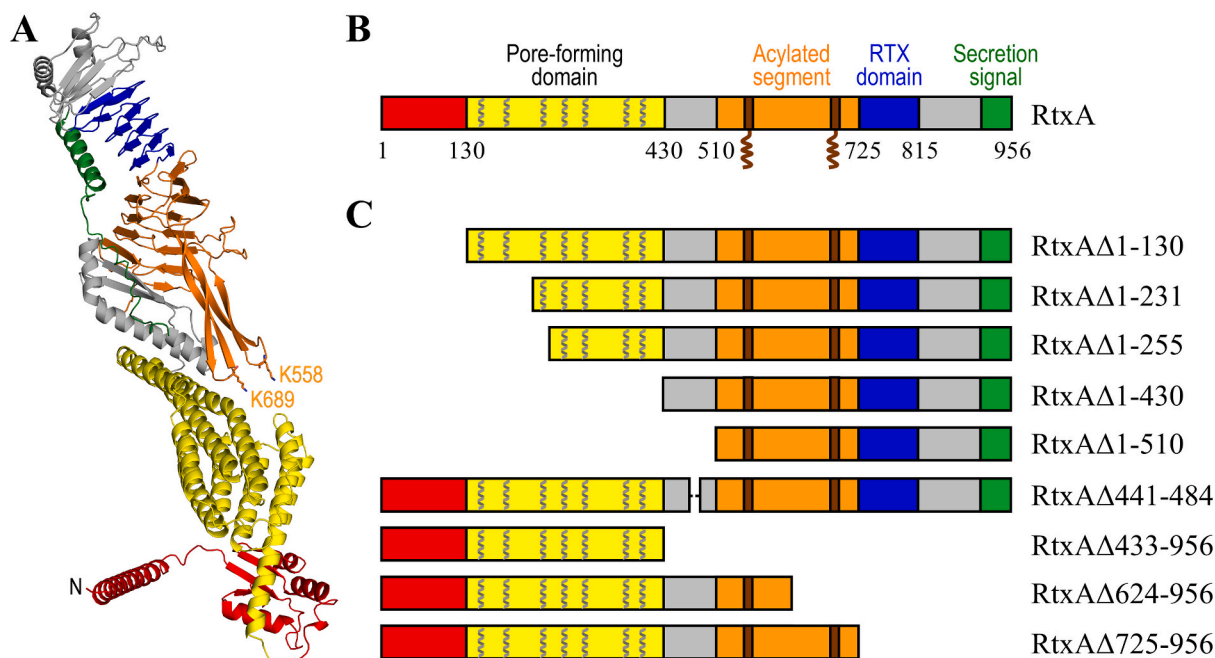 A
N
K558
K689
B
Pore-forming
domain
Acylated
segment
RTX
domain
Secretion
signal
RtxA
1 130 430 510 725 815 956
C
RtxAΔ1-130
RtxAΔ1-231
RtxAΔ1-255
RtxAΔ1-430
RtxAΔ1-510
RtxAΔ441-484
RtxAΔ433-956
RtxAΔ624-956
RtxAΔ725-956